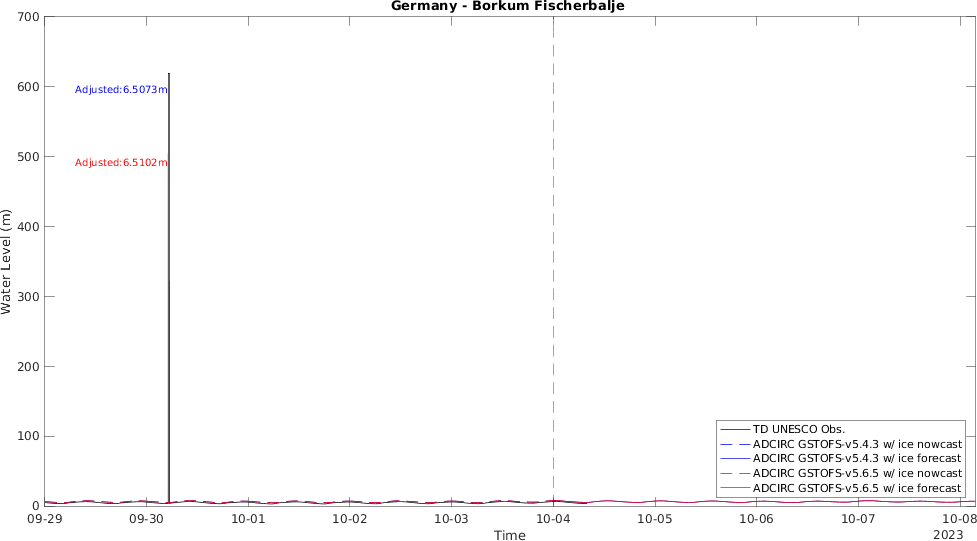 Germany - Borkum Fischerbalje
700
600
500
400
300
200
100
0
Water Level (m)
Adjusted:6.5073m
Adjusted:6.5102m
TD UNESCO Obs.
ADCIRC GSTOFS-v5.4.3 w/ ice nowcast
ADCIRC GSTOFS-v5.4.3 w/ ice forecast
ADCIRC GSTOFS-v5.6.5 w/ ice nowcast
ADCIRC GSTOFS-v5.6.5 w/ ice forecast
09-29 09-30 10-01 10-02 10-03 10-04 10-05 10-06 10-07 10-08
Time
2023